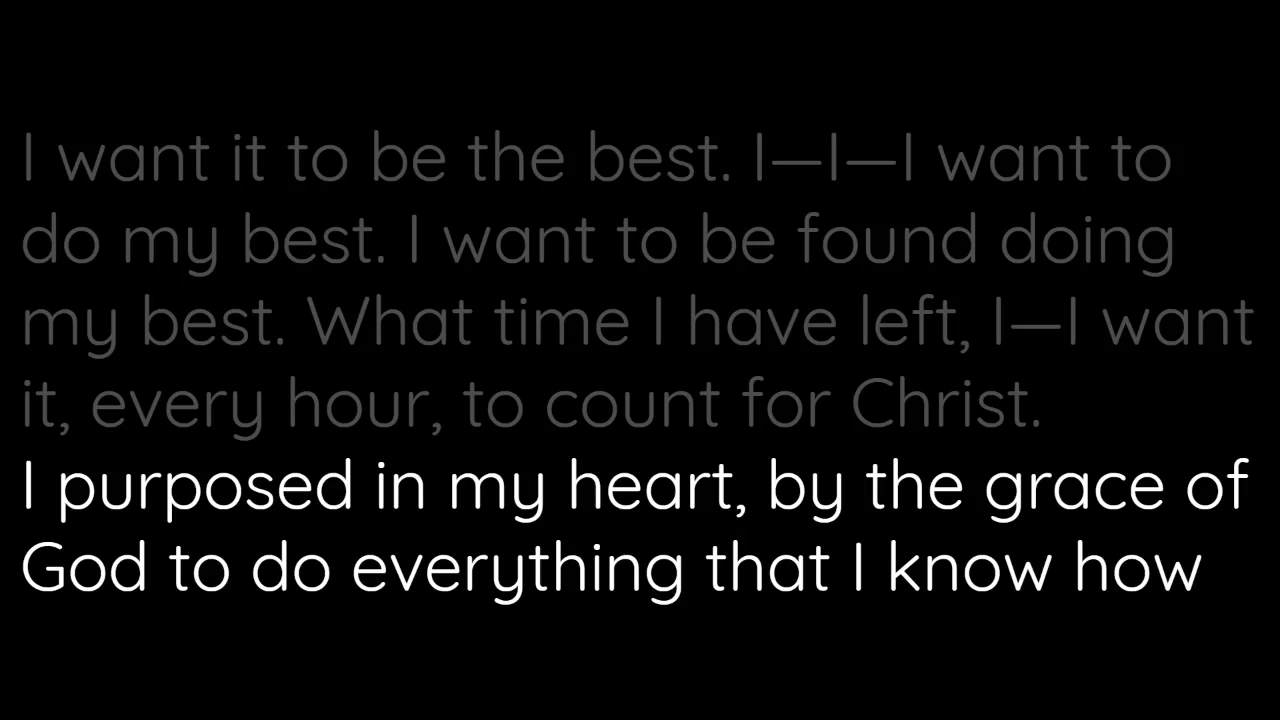 I want it to be the best. I—I—I want to
do my best. I want to be found doing
my best. What time I have left, I—I want
it, every hour, to count for Christ.
I purposed in my heart, by the grace of
God to do everything that I know how